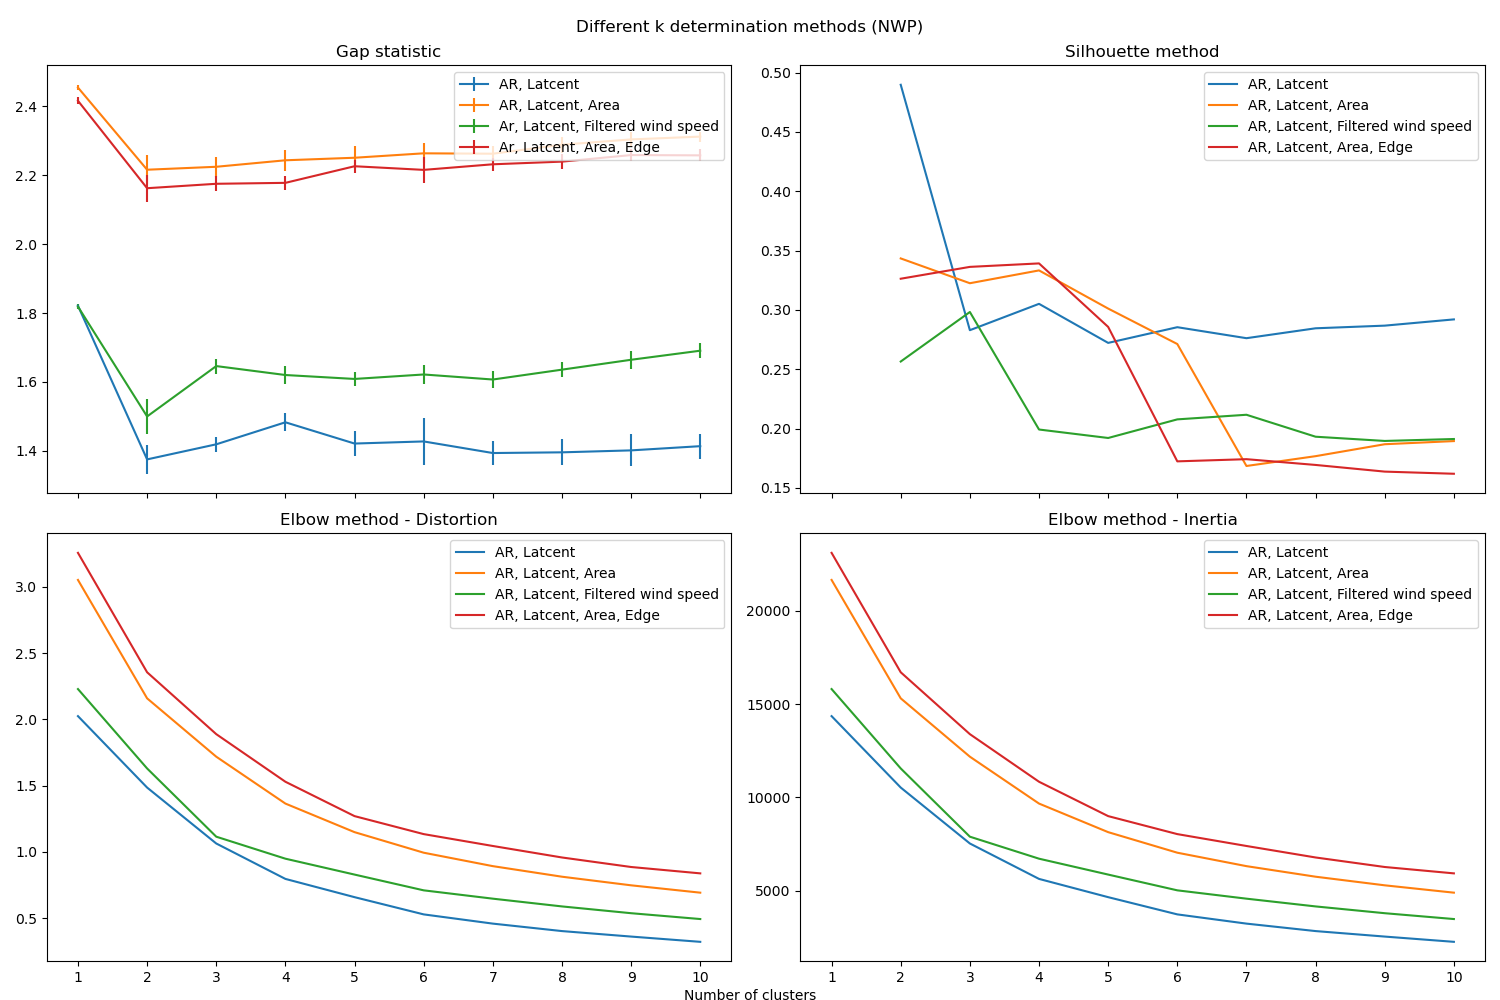 Different k determination methods (NWP)
Gap statistic
AR, Latcent
AR, Latcent, Area
Ar, Latcent, Filtered wind speed
Ar, Latcent, Area, Edge
2.4
2.2
2.0
1.8
1.6
1.4
Silhouette method
AR, Latcent
AR, Latcent, Area
AR, Latcent, Filtered wind speed
AR, Latcent, Area, Edge
0.50
0.45
0.40
0.35
0.30
0.25
0.20
0.15
Elbow method - Distortion
AR, Latcent
AR, Latcent, Area
AR, Latcent, Filtered wind speed
AR, Latcent, Area, Edge
3.0
2.5
2.0
1.5
1.0
0.5
1 2 3 4 5 6 7 8 9 10
Elbow method - Inertia
AR, Latcent
AR, Latcent, Area
AR, Latcent, Filtered wind speed
AR, Latcent, Area, Edge
20000
15000
10000
5000
1 2 3 4 5 6 7 8 9 10
Number of clusters